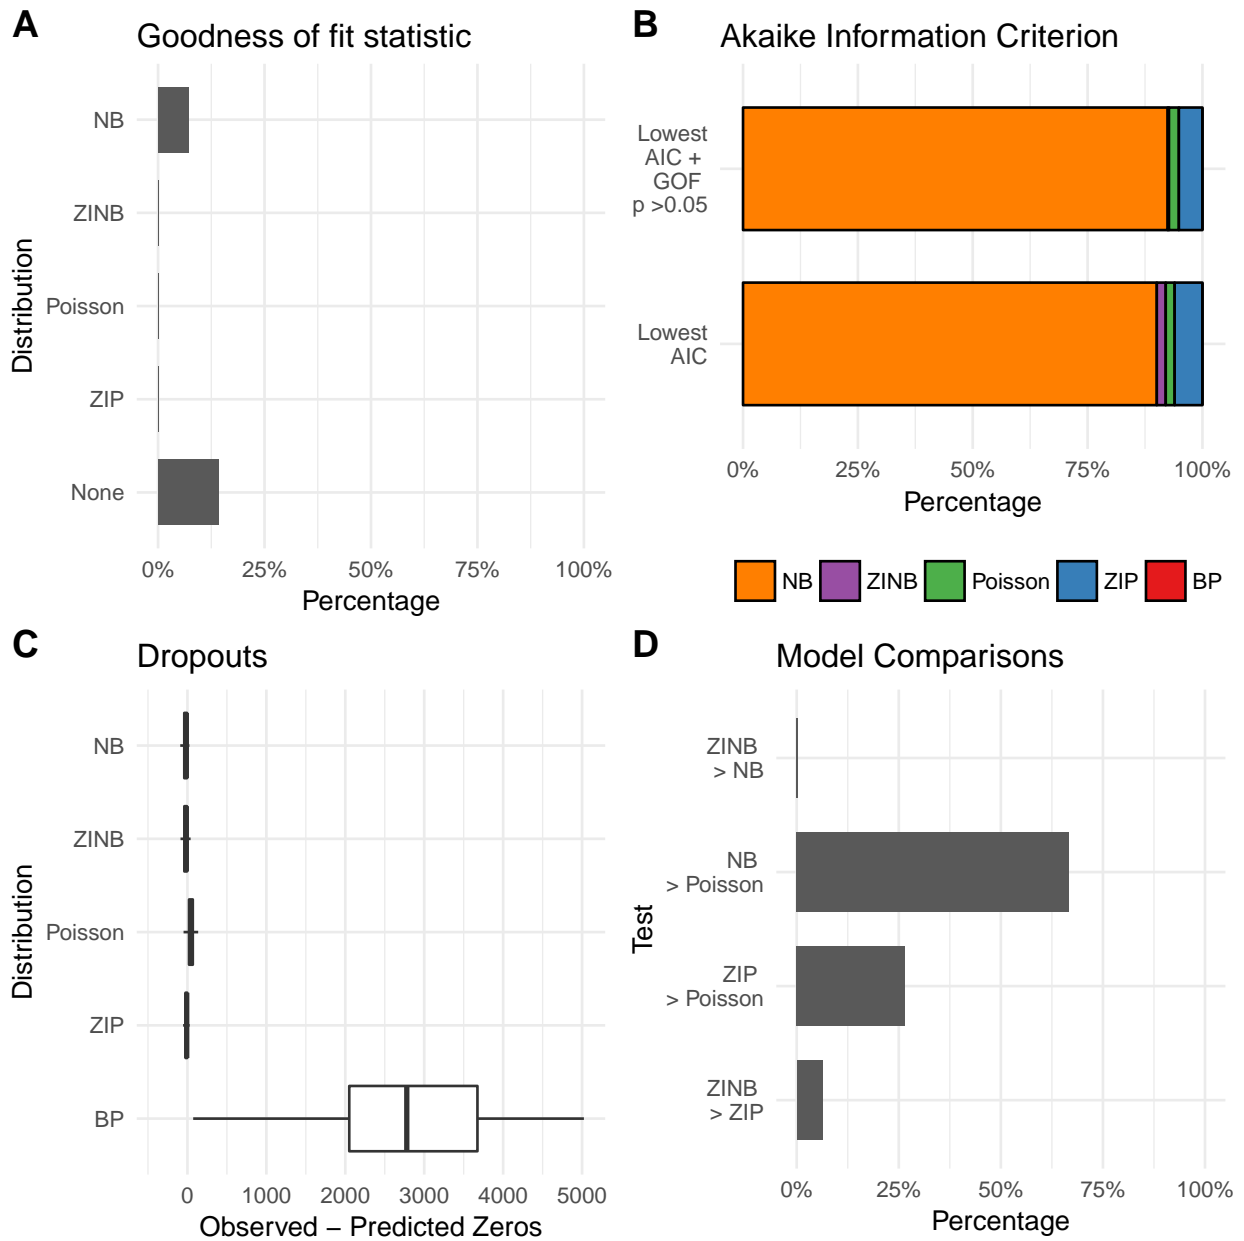 A
Goodness of fit statistic
Distribution
NB
ZINB
Poisson
ZIP
None
0% 25% 50% 75% 100%
Percentage
B
Akaike Information Criterion
Lowest
AIC +
GOF
p >0.05
Lowest
AIC
0% 25% 50% 75% 100%
Percentage
NB ZINB Poisson ZIP BP
C
Dropouts
Distribution
NB
ZINB
Poisson
ZIP
BP
0 1000 2000 3000 4000 5000
Observed − Predicted Zeros
D
Model Comparisons
Test
ZINB
> NB
NB
> Poisson
ZIP
> Poisson
ZINB
> ZIP
0% 25% 50% 75% 100%
Percentage